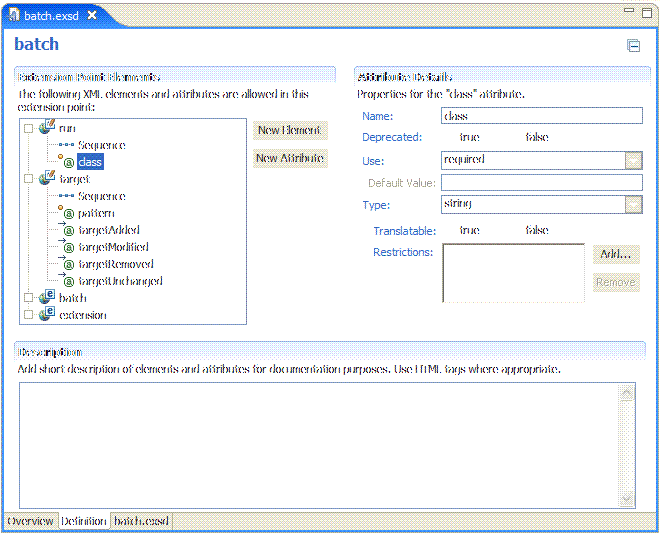 batch.exsd
batch
Extension Point Elements
The following XML elements and attributes are allowed in this
extension point:
run
Sequence
class
target
Sequence
pattern
targetAdded
targetModified
targetRemoved
targetUnchanged
batch
extension
New Element
New Attribute
Attribute Details
Properties for the "class" attribute.
Name: class
Deprecated: true false
Use: required
Default Value:
Type: string
Translatable: true false
Restrictions:
Add...
Remove
Description
Add short description of elements and attributes for documentation purposes. Use HTML tags where appropriate.
Overview Definition batch.exsd